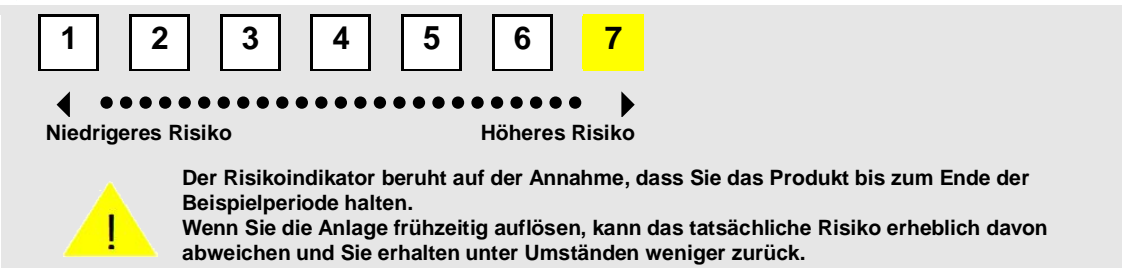 1 2 3 4 5 6 7
Niedrigeres Risiko Höheres Risiko
Der Risikoindikator beruht auf der Annahme, dass Sie das Produkt bis zum Ende der
Beispielperiode halten.
Wenn Sie die Anlage frühzeitig auflösen, kann das tatsächliche Risiko erheblich davon
abweichen und Sie erhalten unter Umständen weniger zurück.
!